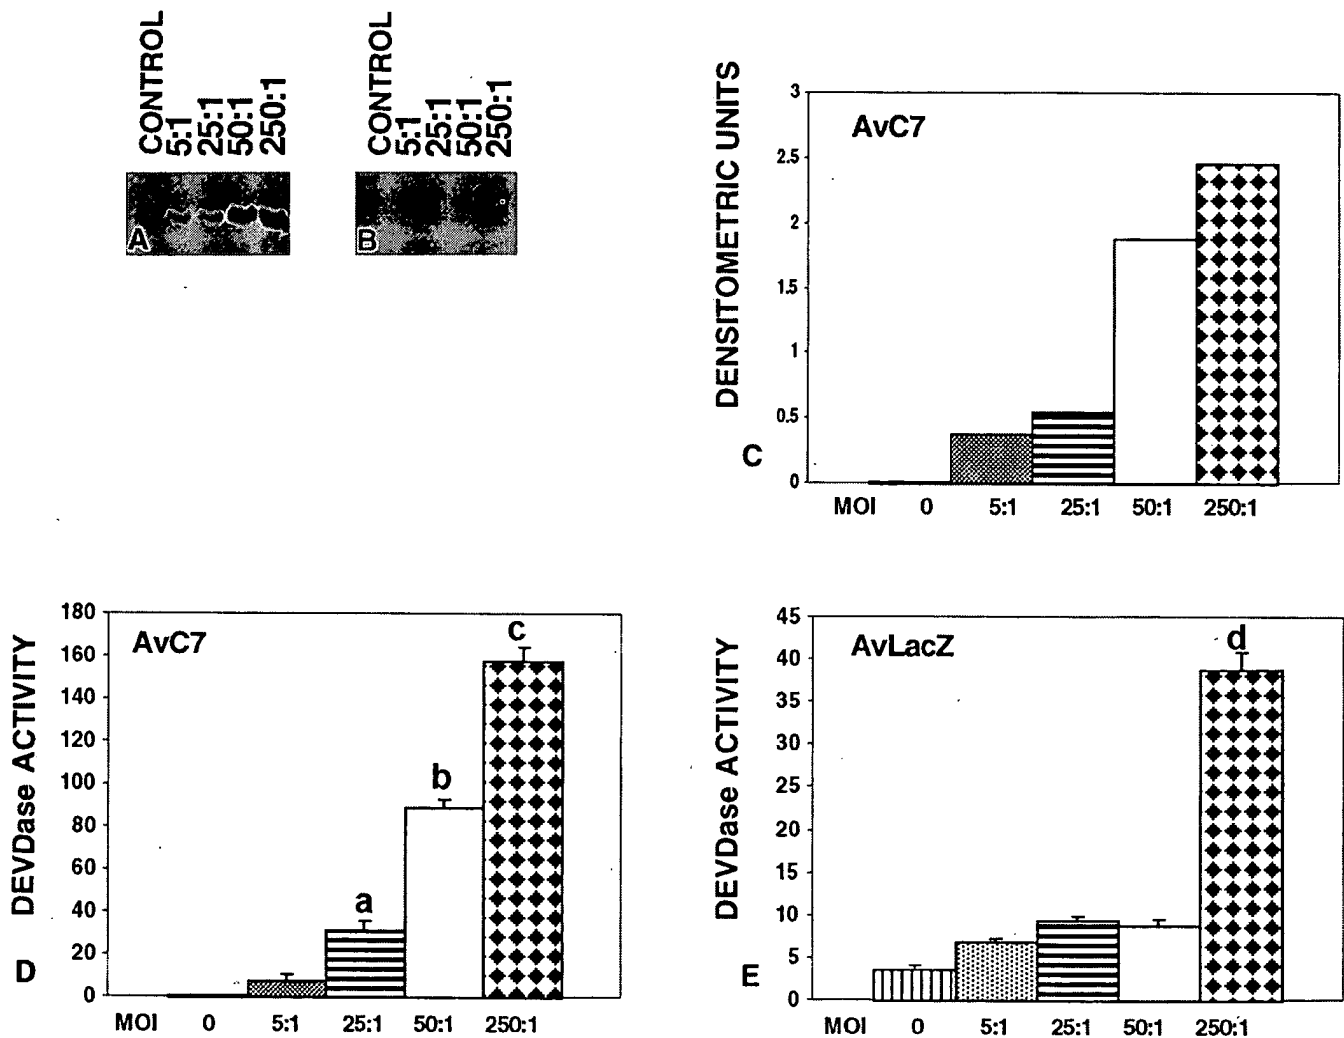 CONTROL
5:1
25:1
50:1
250:1
A
CONTROL
5:1
25:1
50:1
250:1
B
DENSITOMETRIC UNITS
3
2.5
2
1.5
1
0.5
0
AvC7
C
MOI 0 5:1 25:1 50:1 250:1
DEVDase ACTIVITY
180
160
140
120
100
80
60
40
20
0
AvC7
a
b
c
D
MOI 0 5:1 25:1 50:1 250:1
DEVDase ACTIVITY
45
40
35
30
25
20
15
10
5
0
AvLacZ
d
E
MOI 0 5:1 25:1 50:1 250:1